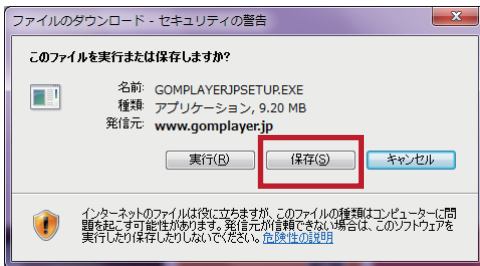 ファイルのダウンロード - セキュリティの警告
このファイルを実行または保存しますか?
名前: GOMPLAYERJPSETUP.EXE
種類: アプリケーション, 9.20 MB
発信元: www.gomplayer.jp
実行(R) 保存(S) キャンセル
インターネットのファイルは役に立ちますが、このファイルの種類はコンピューターに問
題を起こす可能性があります。発信元が信頼できない場合は、このソフトウェアを
実行したり保存したりしないでください。危険性の説明